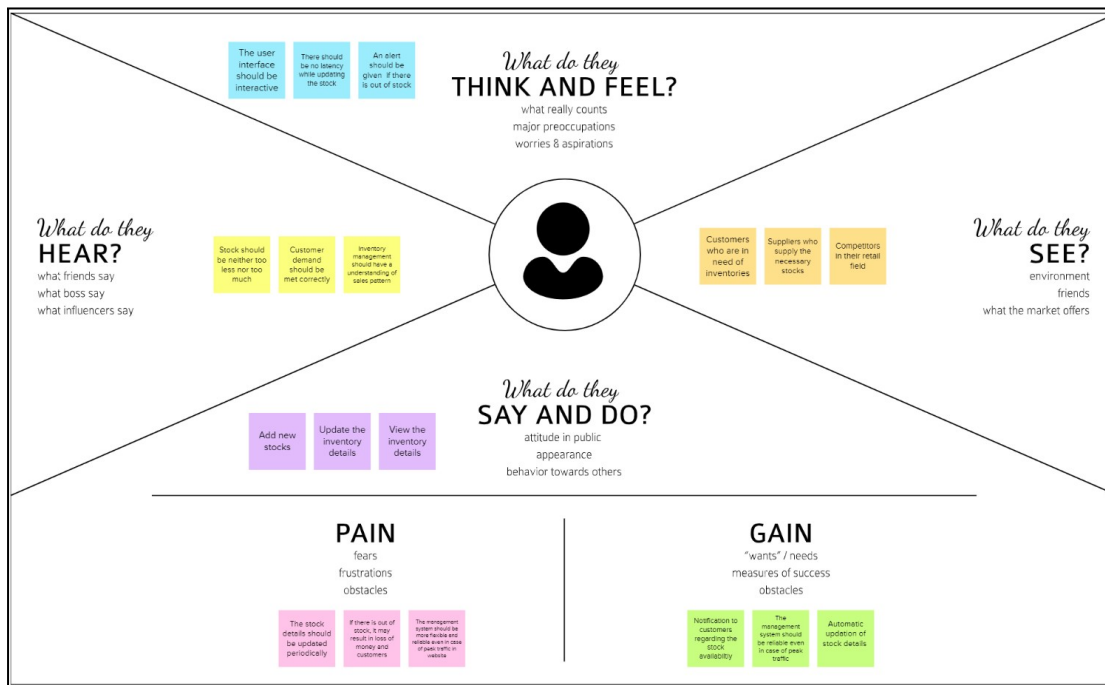 The user
interface
should be
interactive
There should
be no latency
while updating
the stock
An alert
should be
given if there
is out of stock
What do they
THINK AND FEEL?
what really counts
major preoccupations
worries & aspirations
What do they
HEAR?
what friends say
what boss say
what influencers say
Stock should
be neither too
less nor too
much
Customer
demand
should be
met correctly
Inventory
management
should have a
understanding of
sales pettern
Customers
who are in
need of
inventories
Suppliers who
supply the
necessary
stocks
Competitors
in their retail
field
What do they
SEE?
environment
friends
what the market offers
What do they
SAY AND DO?
attitude in public
appearance
behavior towards others
Add new
stocks
Update the
inventory
details
View the
inventory
details
PAIN
fears
frustrations
obstacles
The stock
details should
be updated
periodically
If there is out of
stock, it may
result in loss of
money and
customers
The management
system should be
more flexible and
reliable even in case
of peak traffic in
website
GAIN
"wants" / needs
measures of success
obstacles
Notification to
customers
regarding the
stock
availability
The
management
system should
be reliable even
in case of peak
traffic
Automatic
updation of
stock details